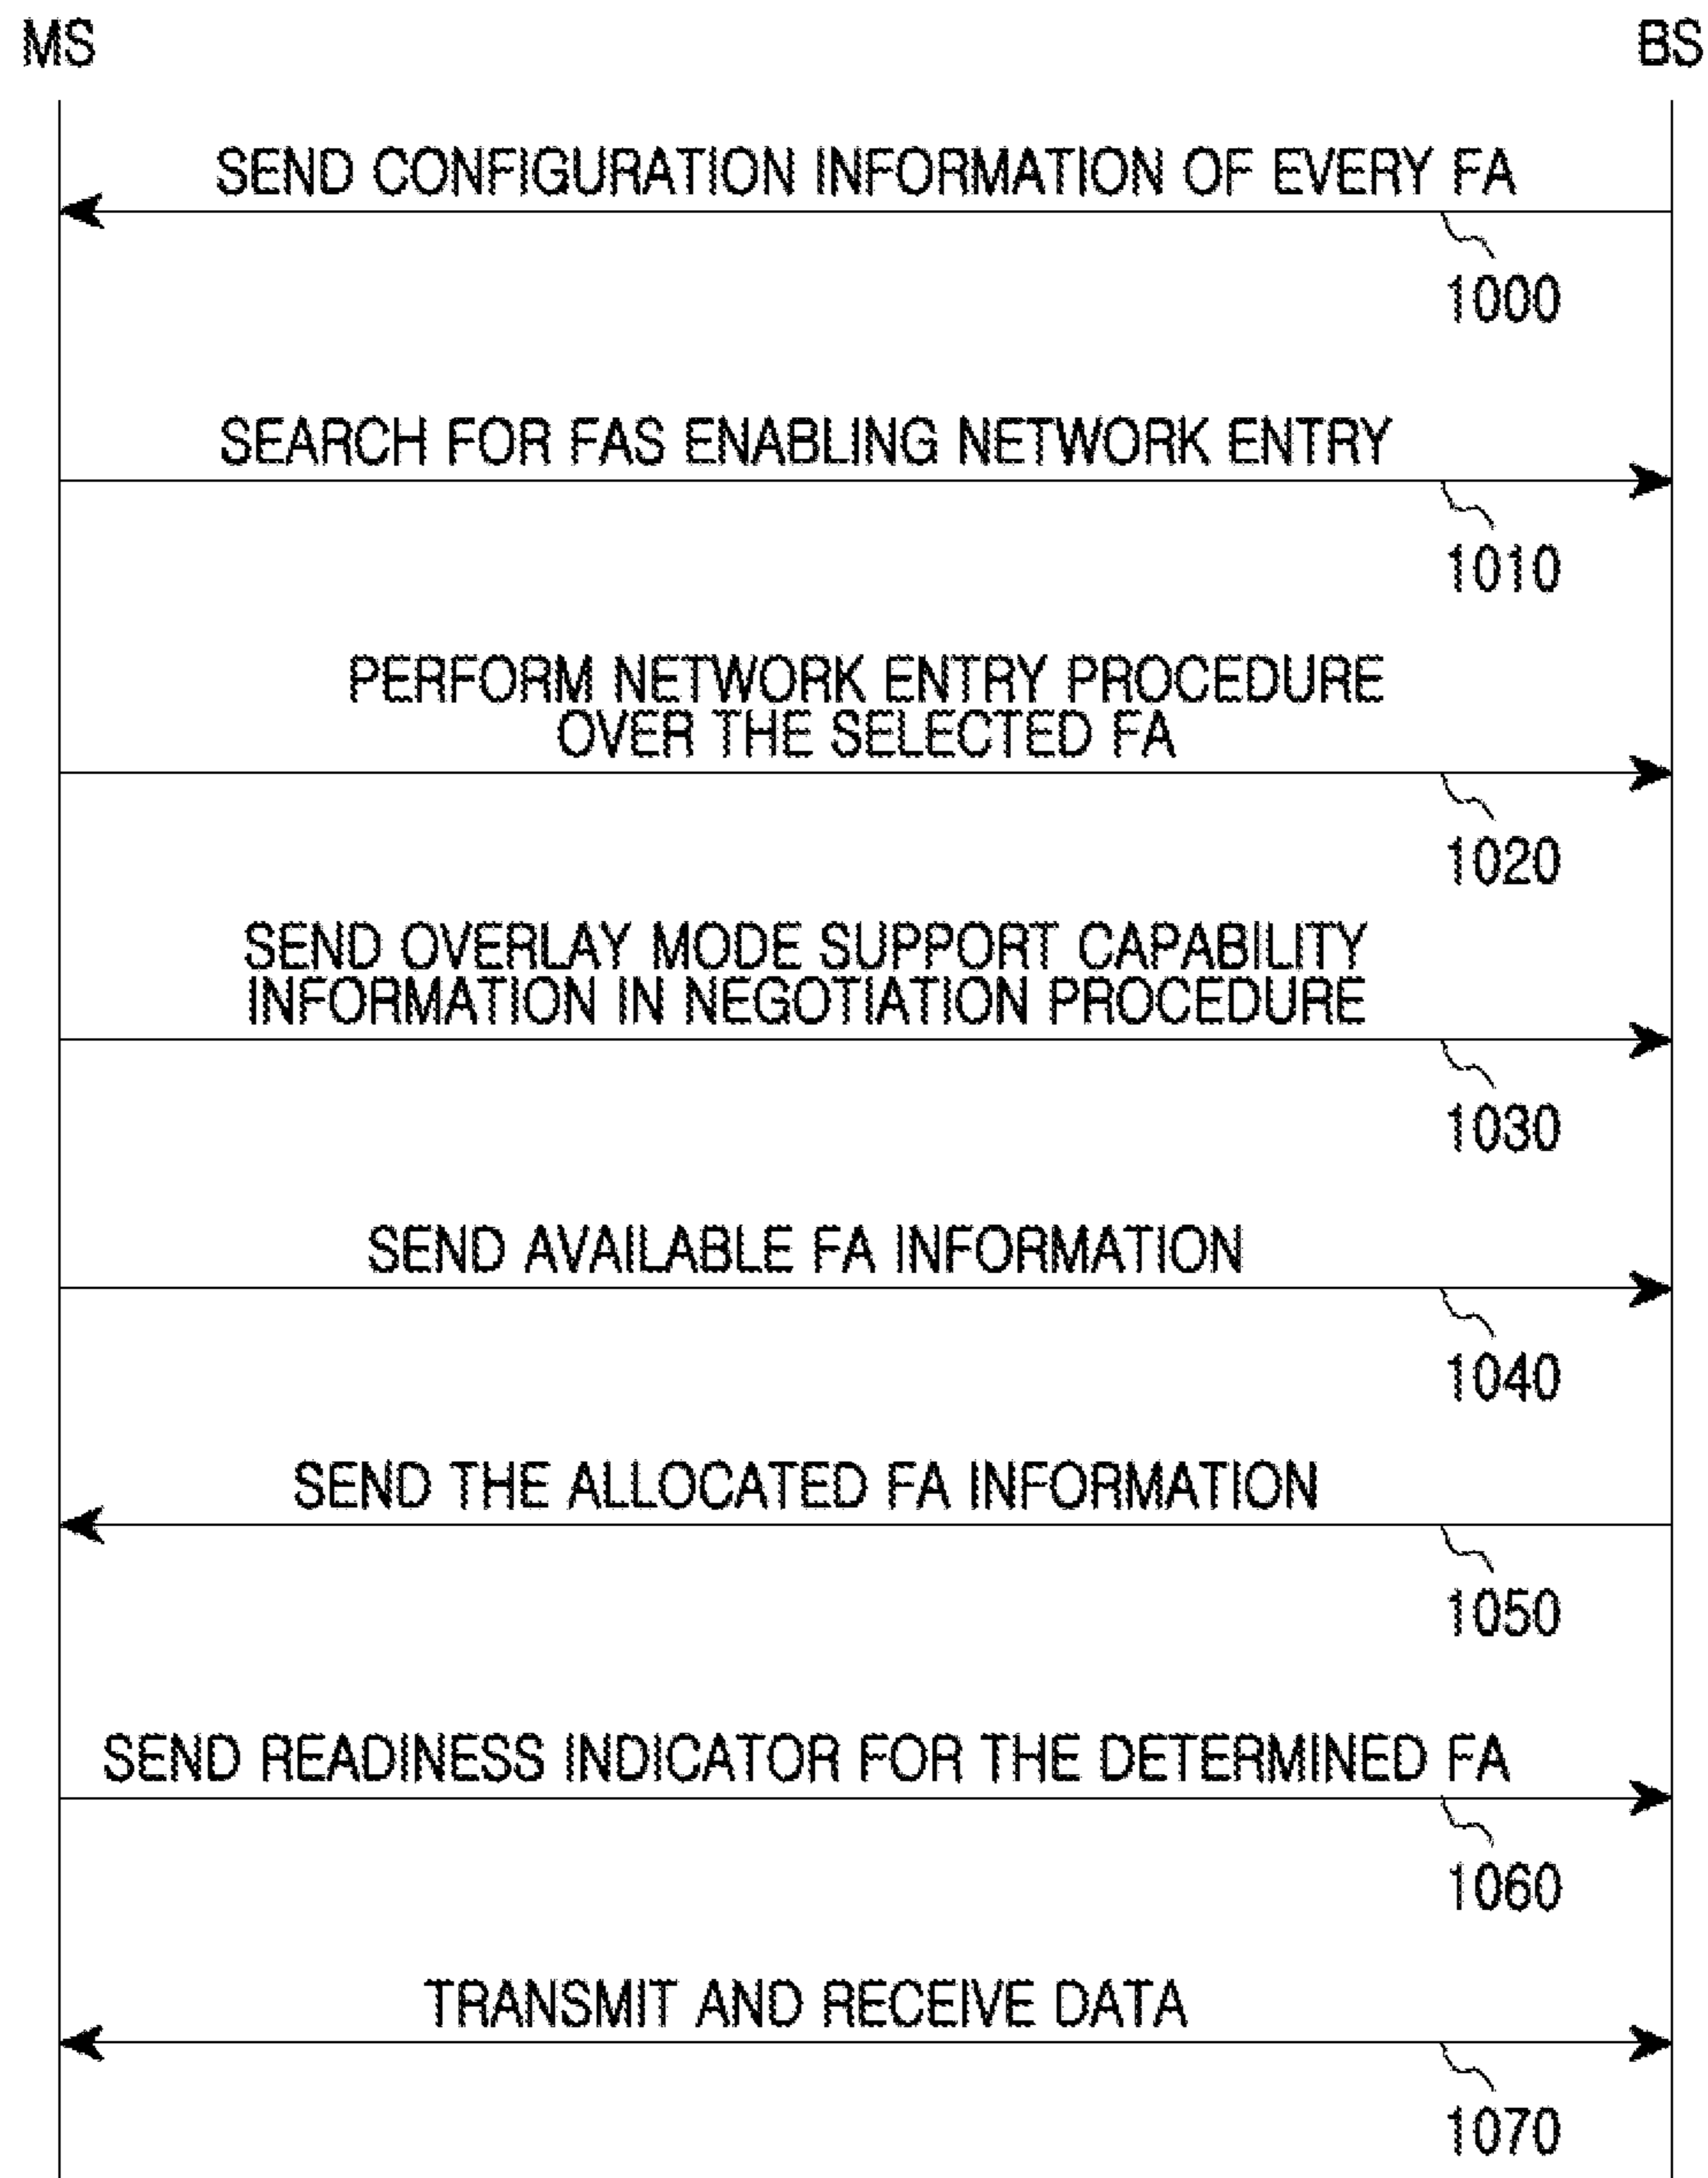 MS
BS
SEND CONFIGURATION INFORMATION OF EVERY FA
1000
SEARCH FOR FAS ENABLING NETWORK ENTRY
1010
PERFORM NETWORK ENTRY PROCEDURE
OVER THE SELECTED FA
1020
SEND OVERLAY MODE SUPPORT CAPABILITY
INFORMATION IN NEGOTIATION PROCEDURE
1030
SEND AVAILABLE FA INFORMATION
1040
SEND THE ALLOCATED FA INFORMATION
1050
SEND READINESS INDICATOR FOR THE DETERMINED FA
1060
TRANSMIT AND RECEIVE DATA
1070